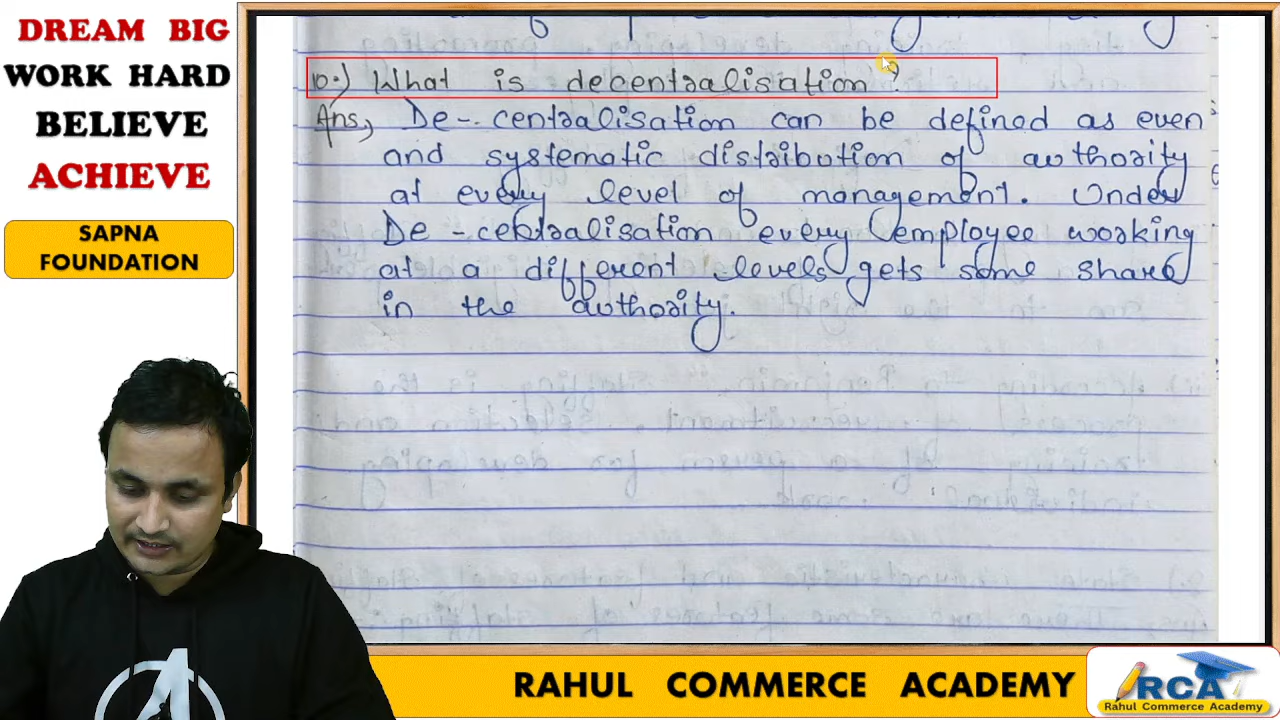 DREAM BIG
WORK HARD
BELIEVE
ACHIEVE
SAPNA
FOUNDATION
10.) What is decentralisation?
Ans, De-centralisation can be defined as even
and systematic distribution of authority
at every level of management. Under
De-centralisation every employee working
at a different levels gets some share
in the authority.
RAHUL COMMERCE ACADEMY
RCA
Rahul Commerce Academy